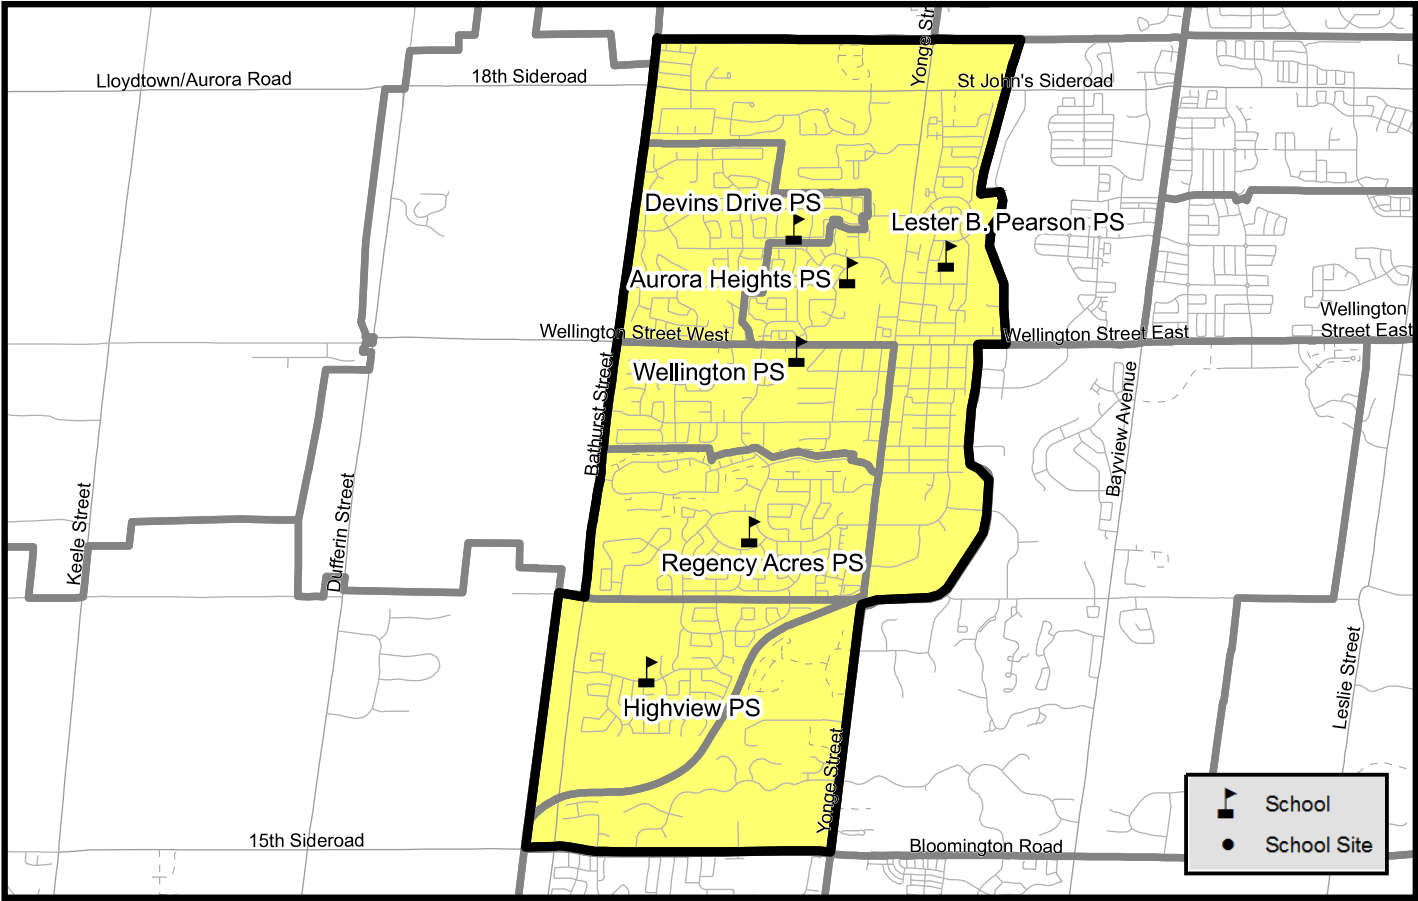 Yonge Str
Lloydtown/Aurora Road
18th Sideroad
St John's Sideroad
Devins Drive PS
Lester B. Pearson PS
Aurora Heights PS
Wellington Street West
Wellington Street East
Wellington
Street East
Wellington PS
Bathurst Street
Bayview Avenue
Keele Street
Dufferin Street
Regency Acres PS
Highview PS
Leslie Street
Yonge Street
15th Sideroad
Bloomington Road
School
School Site